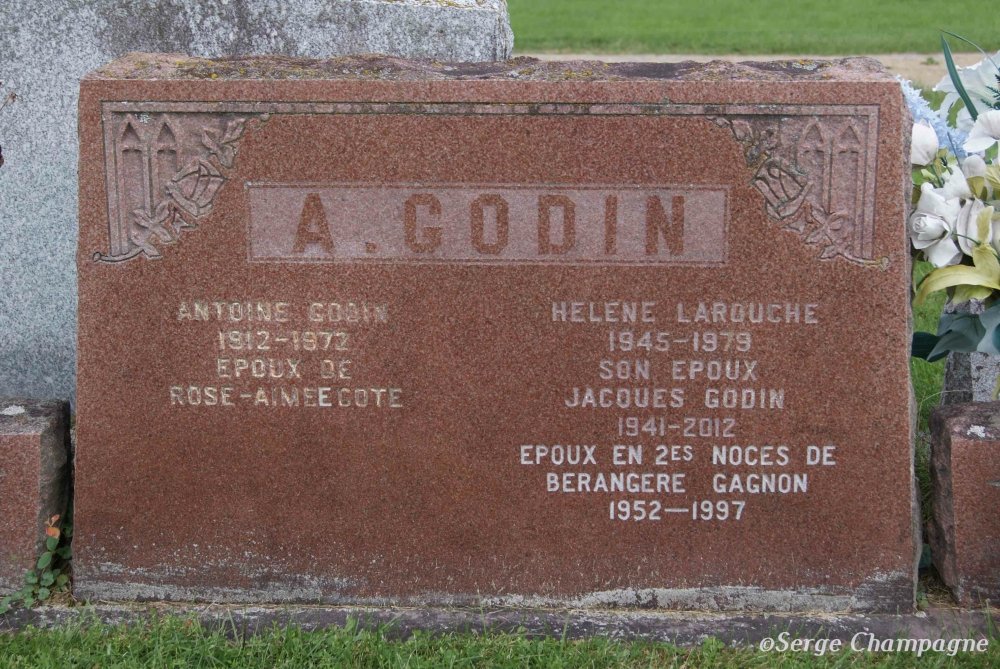 A. GODIN
ANTOINE GODIN
1912-1972
EPOUX DE
ROSE-AIMEE COTE
HELENE LAROUCHE
1945-1979
SON EPOUX
JACQUES GODIN
1941-2012
EPOUX EN 2ES NOCES DE
BERANGERE GAGNON
1952-1997
©Serge Champagne